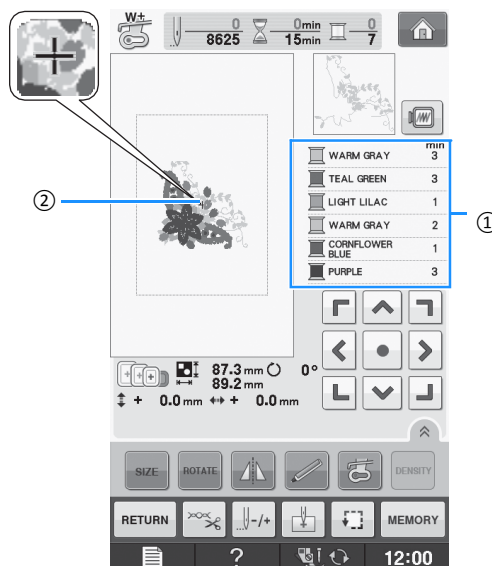 W+
0 0min 0
8625 15min 7
min
WARM GRAY 3
TEAL GREEN 3
LIGHT LILAC 1
WARM GRAY 2
CORNFLOWER
BLUE 1
PURPLE 3
①
②
87.3 mm 0°
89.2 mm
+ 0.0 mm + 0.0 mm
SIZE ROTATE DENSITY
RETURN -/+ MEMORY
? 12:00